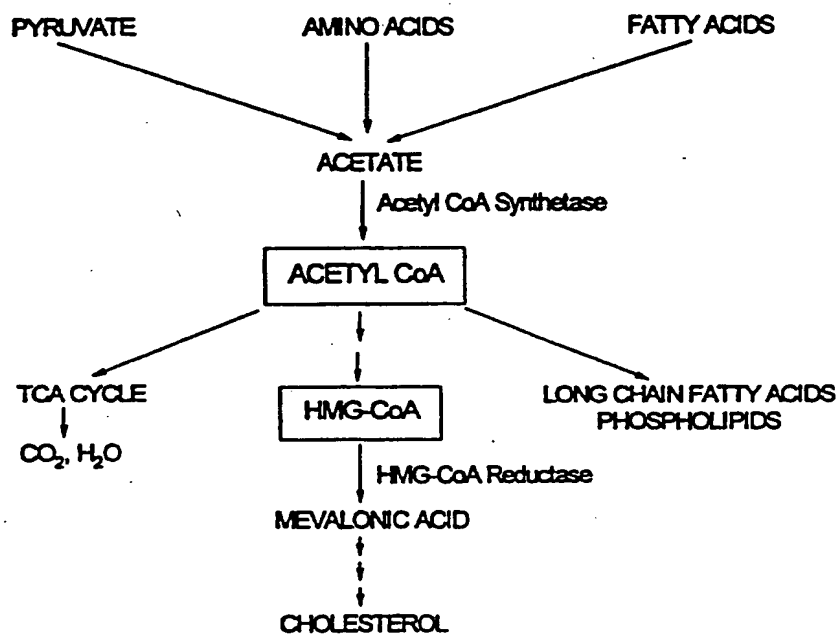 PYRUVATE AMINO ACIDS FATTY ACIDS
ACETATE
Acetyl CoA Synthetase
ACETYL CoA
TCA CYCLE
CO₂, H₂O
HMG-CoA
LONG CHAIN FATTY ACIDS
PHOSPHOLIPIDS
HMG-CoA Reductase
MEVALONIC ACID
CHOLESTEROL